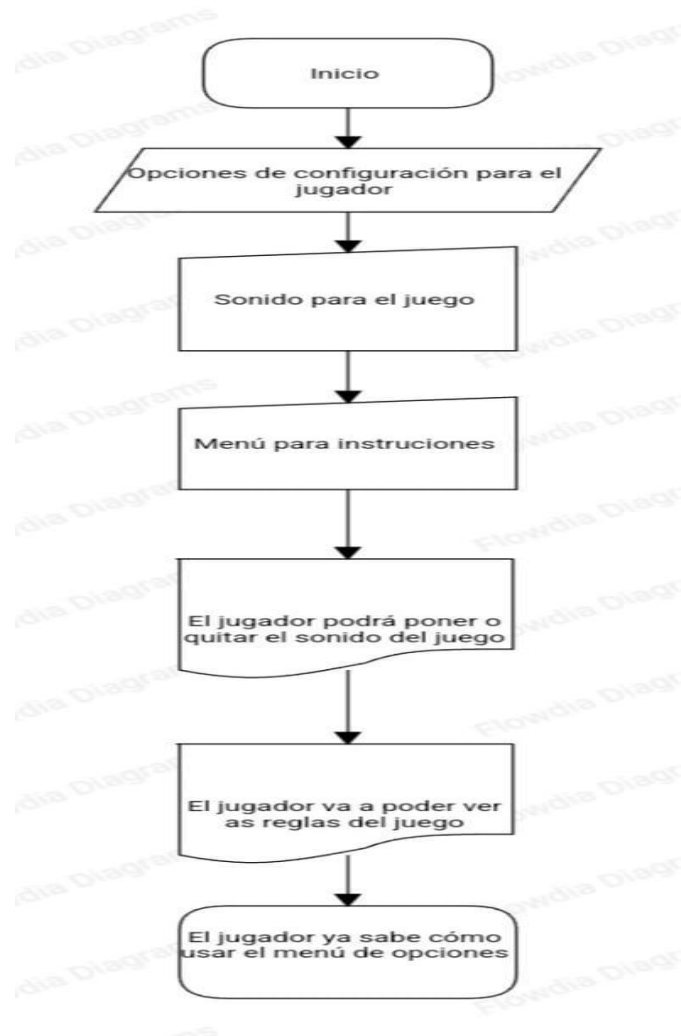 Inicio
Opciones de configuración para el
jugador
Sonido para el juego
Menú para instruciones
El jugador podrá poner o
quitar el sonido del juego
El jugador va a poder ver
as reglas del juego
El jugador ya sabe cómo
usar el menú de opciones
Flowdia Diagrams